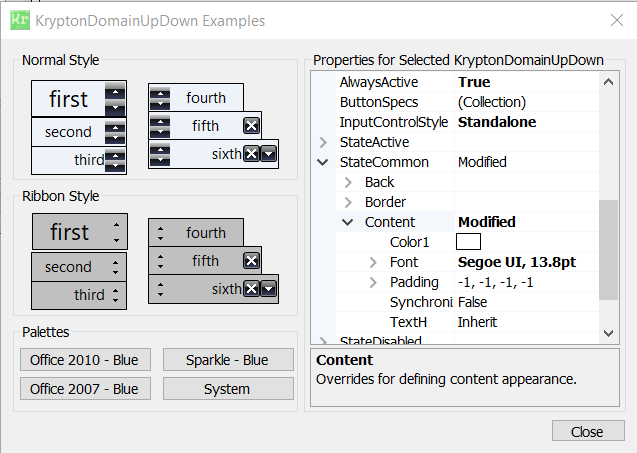 Kr KryptonDomainUpDown Examples
Normal Style
first
second
third
fourth
fifth
sixth
Ribbon Style
first
second
third
fourth
fifth
sixth
Palettes
Office 2010 - Blue
Sparkle - Blue
Office 2007 - Blue
System
Properties for Selected KryptonDomainUpDown
AlwaysActive True
ButtonSpecs (Collection)
InputControlStyle Standalone
StateActive
StateCommon Modified
Back
Border
Content Modified
Color1
Font Segoe UI, 13.8pt
Padding -1, -1, -1, -1
Synchroni False
TextH Inherit
StateDisabled
Content
Overrides for defining content appearance.
Close